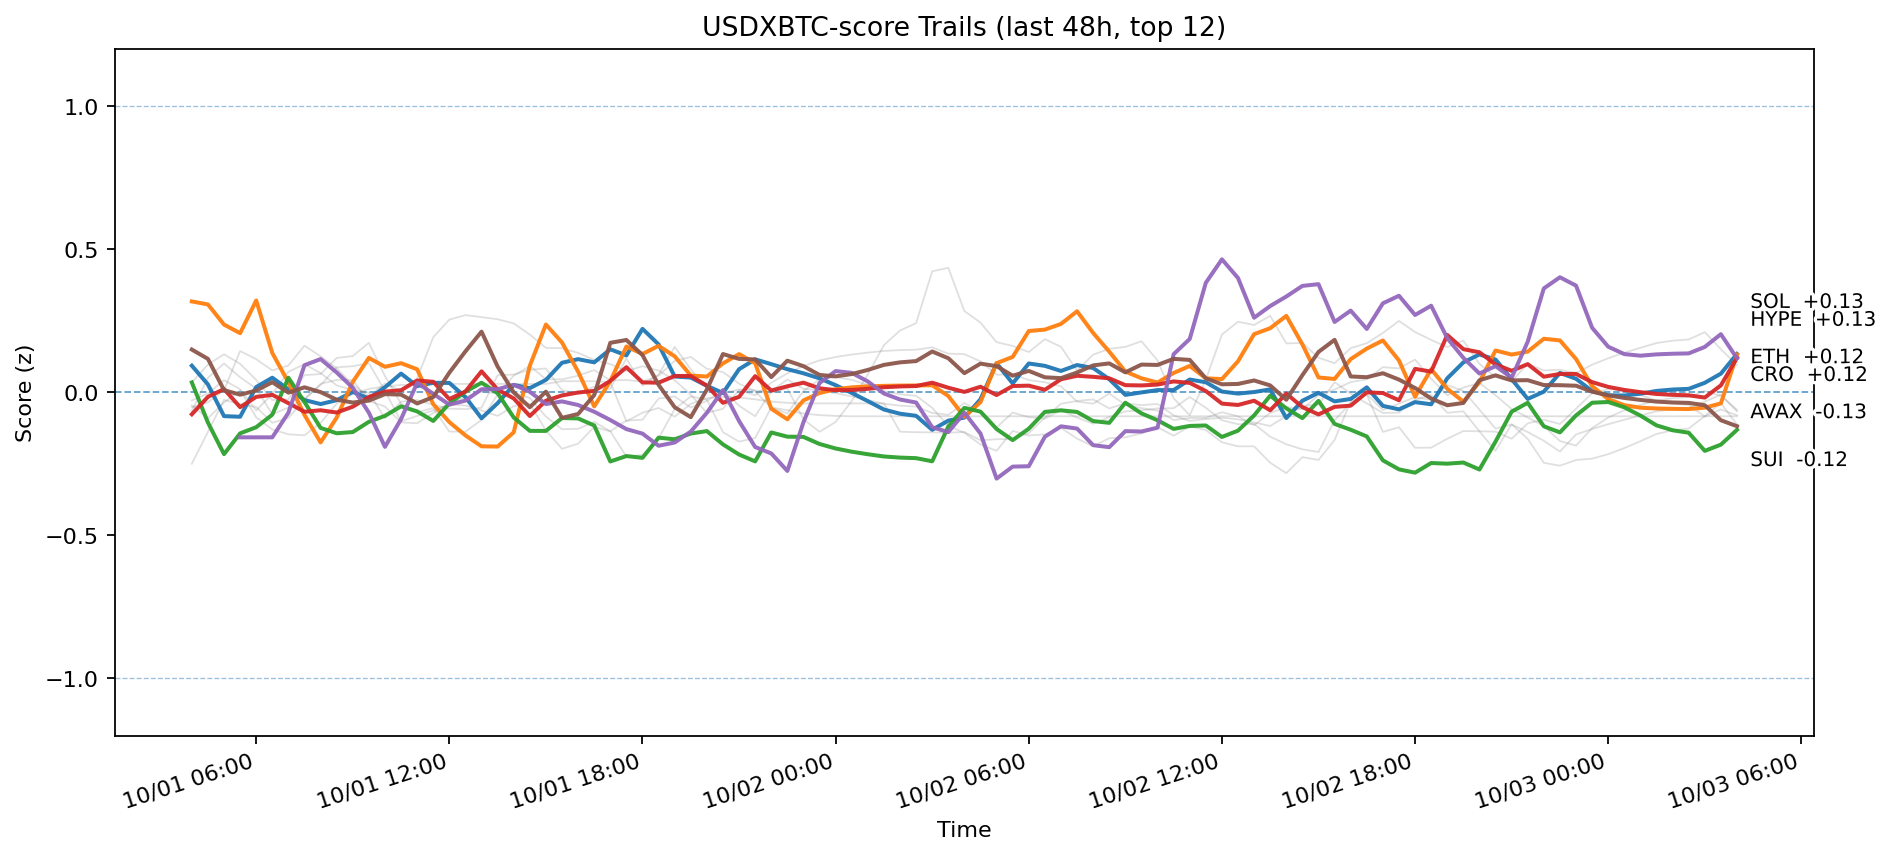 USDXBTC-score Trails (last 48h, top 12)
Score (z)
1.0
0.5
0.0
−0.5
−1.0
SOL +0.13
HYPE +0.13
ETH +0.12
CRO +0.12
AVAX -0.13
SUI -0.12
10/01 06:00
10/01 12:00
10/01 18:00
10/02 00:00
10/02 06:00
10/02 12:00
10/02 18:00
10/03 00:00
10/03 06:00
Time